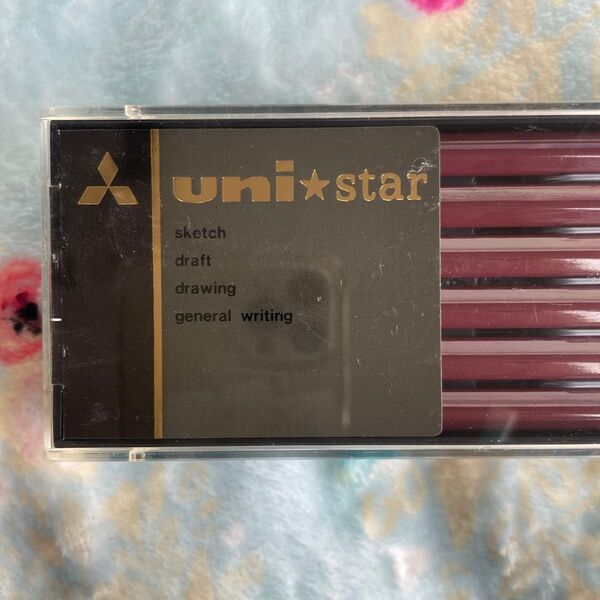 uni★star
sketch
draft
drawing
general writing